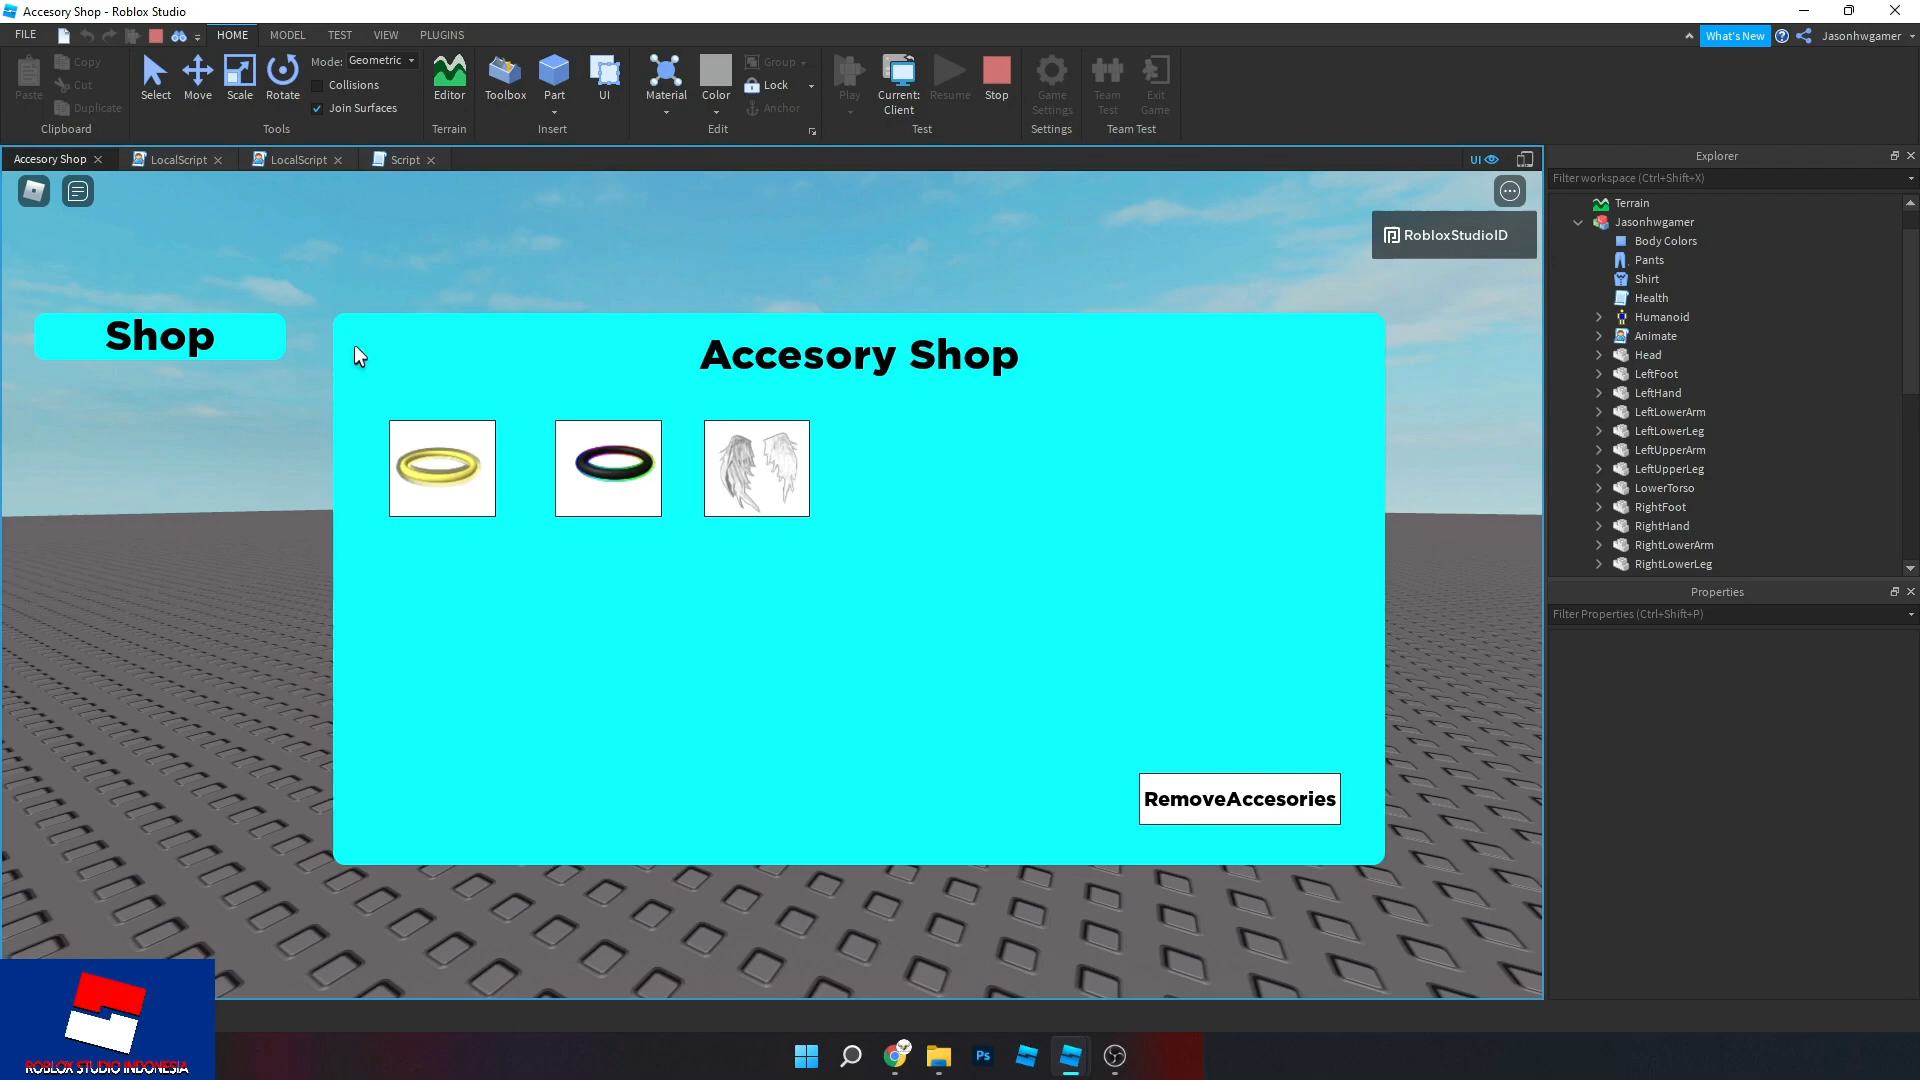 Accesory Shop - Roblox Studio
FILE
HOME
MODEL
TEST
VIEW
PLUGINS
What's New
Jasonhwgamer
Paste
Copy
Cut
Duplicate
Clipboard
Select
Move
Scale
Rotate
Mode: Geometric
Collisions
Join Surfaces
Tools
Editor
Terrain
Toolbox
Part
UI
Insert
Material
Color
Group
Lock
Anchor
Edit
Play
Current:
Client
Resume
Stop
Test
Game
Settings
Settings
Team
Test
Exit
Game
Team Test
Accesory Shop
LocalScript
LocalScript
Script
UI
RobloxStudioID
Shop
Accesory Shop
RemoveAccesories
Explorer
Filter workspace (Ctrl+Shift+X)
Terrain
Jasonhwgamer
Body Colors
Pants
Shirt
Health
Humanoid
Animate
Head
LeftFoot
LeftHand
LeftLowerArm
LeftLowerLeg
LeftUpperArm
LeftUpperLeg
LowerTorso
RightFoot
RightHand
RightLowerArm
RightLowerLeg
Properties
Filter Properties (Ctrl+Shift+P)
ROBLOX STUDIO INDONESIA
Ps